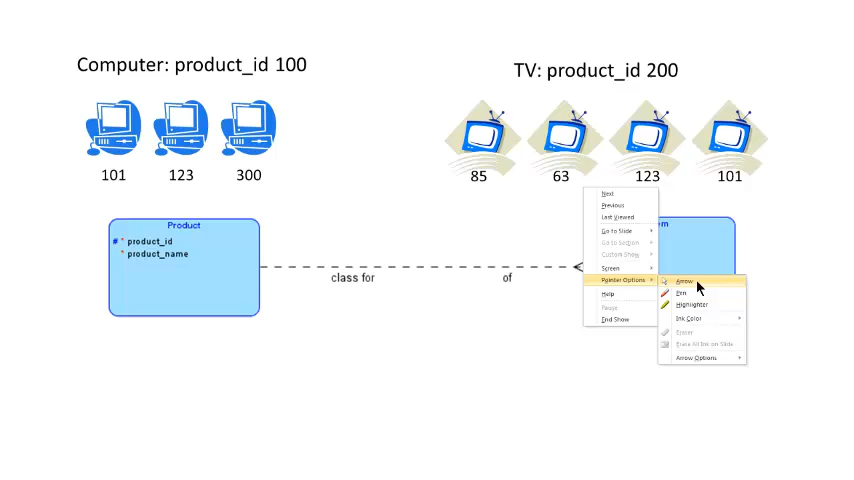 Computer: product_id 100
TV: product_id 200
101 123 300
85 63 123 101
Product
# * product_id
* product_name
class for
of
em
Next
Previous
Last Viewed
Go to Slide
Go to Section
Custom Show
Screen
Pointer Options
Help
Pause
End Show
Arrow
Pen
Highlighter
Ink Color
Eraser
Erase All Ink on Slide
Arrow Options